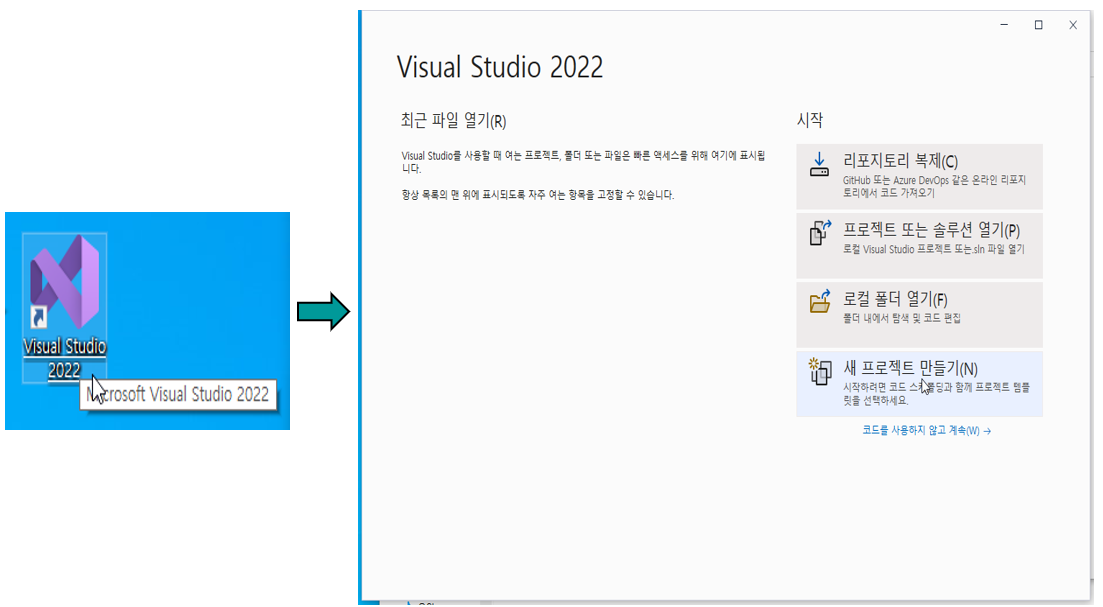 Visual Studio
2022
Microsoft Visual Studio 2022
Visual Studio 2022
최근 파일 열기(R)
Visual Studio를 사용할 때 여는 프로젝트, 폴더 또는 파일은 빠른 액세스를 위해 여기에 표시됩
니다.
항상 목록의 맨 위에 표시되도록 자주 여는 항목을 고정할 수 있습니다.
시작
리포지토리 복제(C)
GitHub 또는 Azure DevOps 같은 온라인 리포지
토리에서 코드 가져오기
프로젝트 또는 솔루션 열기(P)
로컬 Visual Studio 프로젝트 또는.sln 파일 열기
로컬 폴더 열기(F)
폴더 내에서 탐색 및 코드 편집
새 프로젝트 만들기(N)
시작하려면 코드 스캐폴딩과 함께 프로젝트 템플
릿을 선택하세요.
코드를 사용하지 않고 계속(W) →